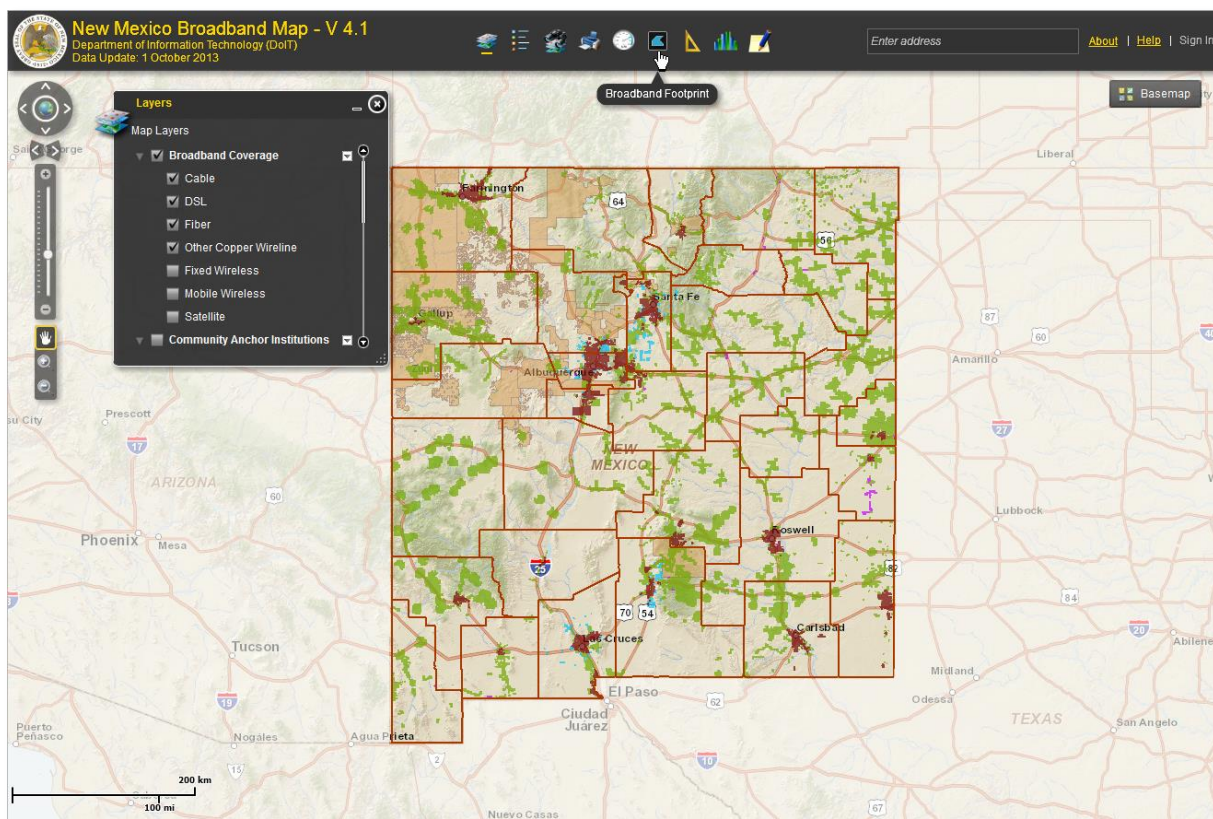 New Mexico Broadband Map - V 4.1
Department of Information Technology (DoIT)
Data Update: 1 October 2013
Enter address
About | Help | Sign In
Broadband Footprint
Basemap
Layers
Map Layers
Broadband Coverage
Cable
DSL
Fiber
Other Copper Wireline
Fixed Wireless
Mobile Wireless
Satellite
Community Anchor Institutions
Liberal
Farmington
64
56
Santa Fe
Gallup
87
60
40
Amarillo
Albuquerque
Prescott
su City
17
27
NEW
MEXICO
ARIZONA
60
Lubbock
Phoenix
Mesa
Roswell
25
82
84
70
54
20
Carlsbad
Abilene
Las Cruces
Tucson
Midland
Odessa
El Paso
62
19
Ciudad
Juárez
TEXAS
San Angelo
Puerto
Peñasco
Nogales
Agua Prieta
2
10
15
200 km
100 mi
67
Nuevo Casas